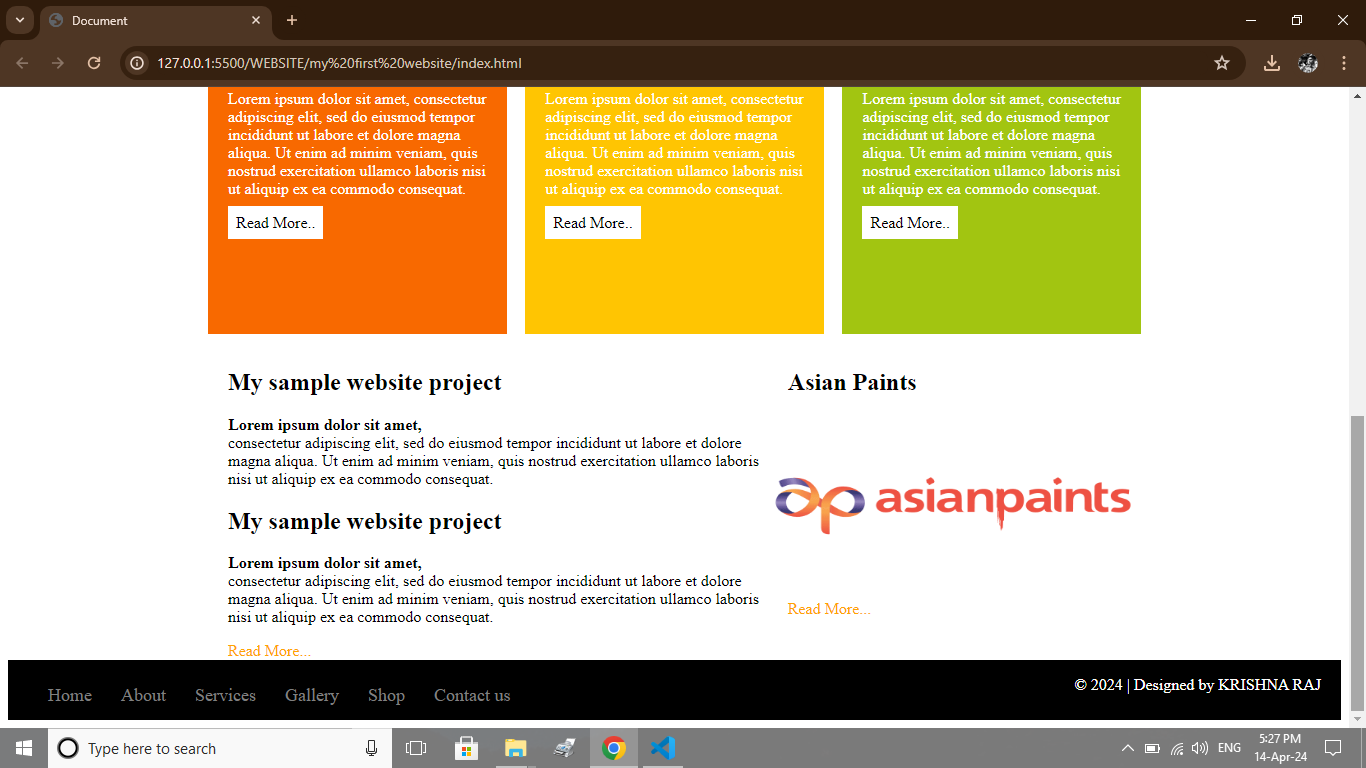 Document
127.0.0.1:5500/WEBSITE/my%20first%20website/index.html
Lorem ipsum dolor sit amet, consectetur
adipiscing elit, sed do eiusmod tempor
incididunt ut labore et dolore magna
aliqua. Ut enim ad minim veniam, quis
nostrud exercitation ullamco laboris nisi
ut aliquip ex ea commodo consequat.
Read More..
Lorem ipsum dolor sit amet, consectetur
adipiscing elit, sed do eiusmod tempor
incididunt ut labore et dolore magna
aliqua. Ut enim ad minim veniam, quis
nostrud exercitation ullamco laboris nisi
ut aliquip ex ea commodo consequat.
Read More..
Lorem ipsum dolor sit amet, consectetur
adipiscing elit, sed do eiusmod tempor
incididunt ut labore et dolore magna
aliqua. Ut enim ad minim veniam, quis
nostrud exercitation ullamco laboris nisi
ut aliquip ex ea commodo consequat.
Read More..
My sample website project
Lorem ipsum dolor sit amet,
consectetur adipiscing elit, sed do eiusmod tempor incididunt ut labore et dolore
magna aliqua. Ut enim ad minim veniam, quis nostrud exercitation ullamco laboris
nisi ut aliquip ex ea commodo consequat.
My sample website project
Lorem ipsum dolor sit amet,
consectetur adipiscing elit, sed do eiusmod tempor incididunt ut labore et dolore
magna aliqua. Ut enim ad minim veniam, quis nostrud exercitation ullamco laboris
nisi ut aliquip ex ea commodo consequat.
Read More...
Asian Paints
ap asianpaints
Read More...
Home About Services Gallery Shop Contact us
© 2024 | Designed by KRISHNA RAJ
Type here to search
ENG
5:27 PM
14-Apr-24